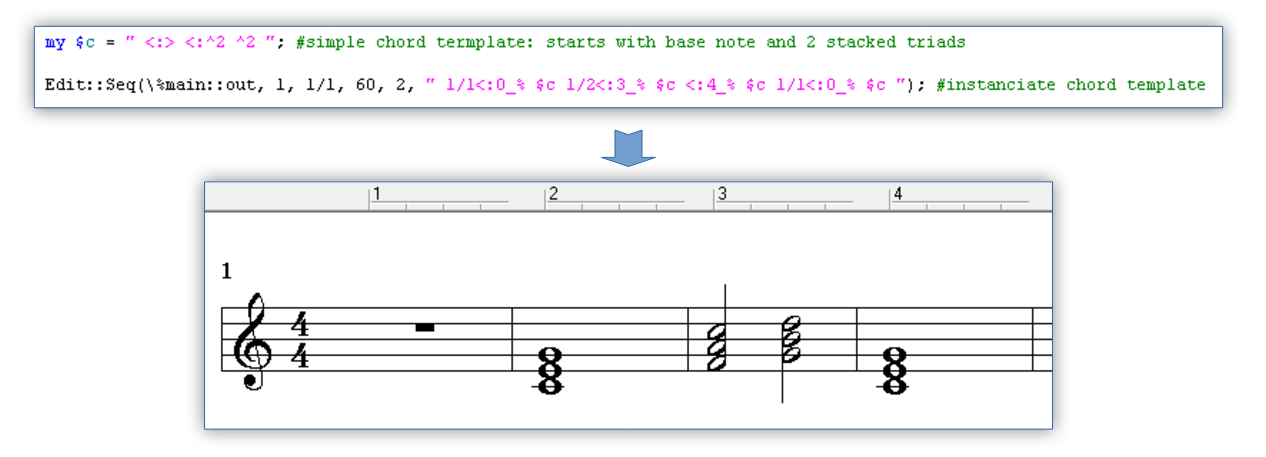 my $c = " <:> <:^2 ^2 "; #simple chord termplate: starts with base note and 2 stacked triads
Edit::Seq(\%main::out, 1, 1/1, 60, 2, " 1/1<:0_% $c 1/2<:3_% $c <:4_% $c 1/1<:0_% $c "); #instanciate chord template
1 2 3 4
1
4
4